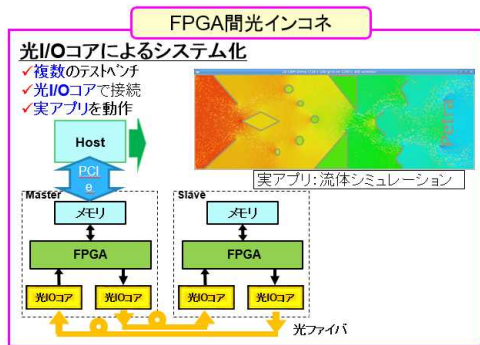 FPGA間光インコネ
光I/Oコアによるシステム化
✓複数のテストベンチ
✓光I/Oコアで接続
✓実アプリを動作
Host
PCI
e
実アプリ：流体シミュレーション
Master
Slave
メモリ
メモリ
FPGA
FPGA
光IOコア
光IOコア
光IOコア
光IOコア
光ファイバ